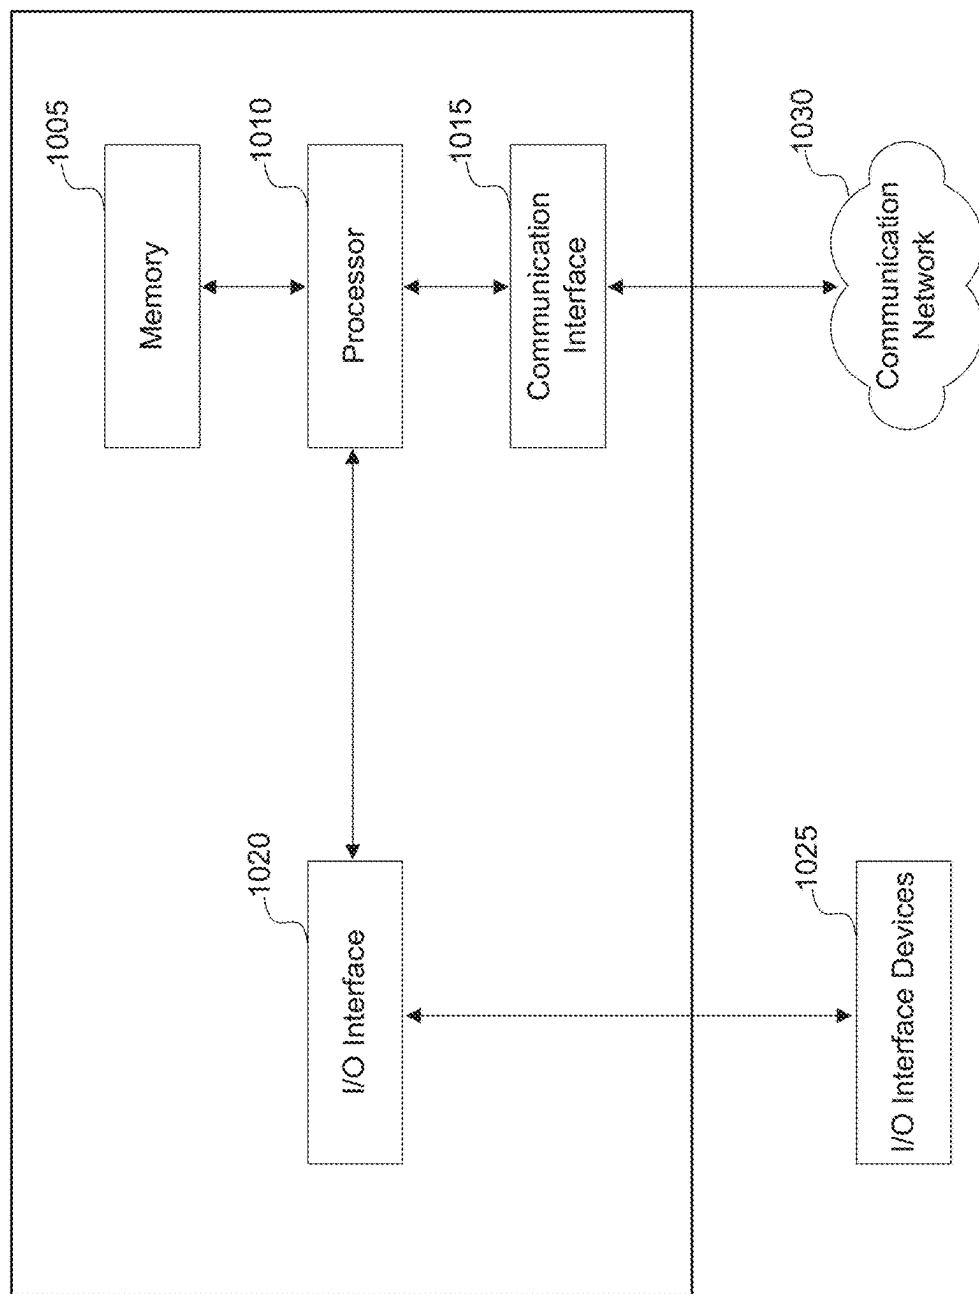 1005
Memory
1010
Processor
1015
Communication
Interface
1030
Communication
Network
1020
I/O Interface
1025
I/O Interface Devices